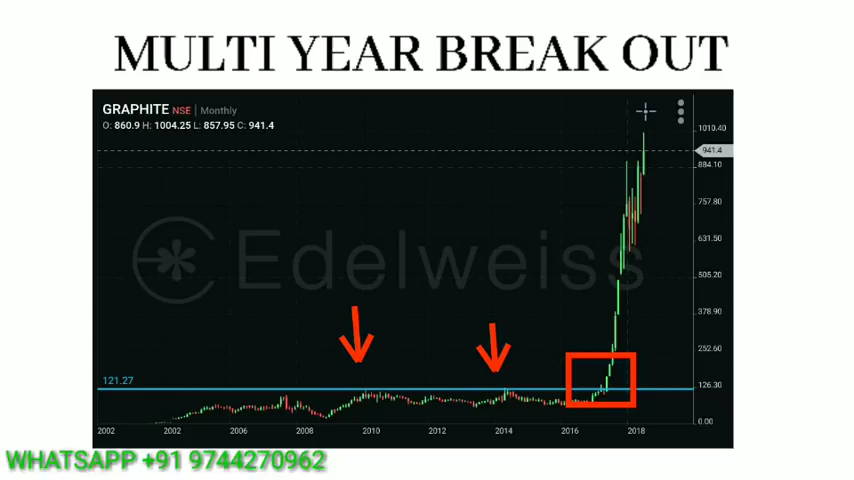 MULTI YEAR BREAK OUT
GRAPHITE NSE | Monthly
O: 860.9 H: 1004.25 L: 857.95 C: 941.4
1010.40
941.4
884.10
757.80
631.50
Edelweiss
505.20
378.90
252.60
121.27
126.30
0.00
2002 2002 2006 2008 2010 2012 2014 2016 2018
WHATSAPP +91 9744270962